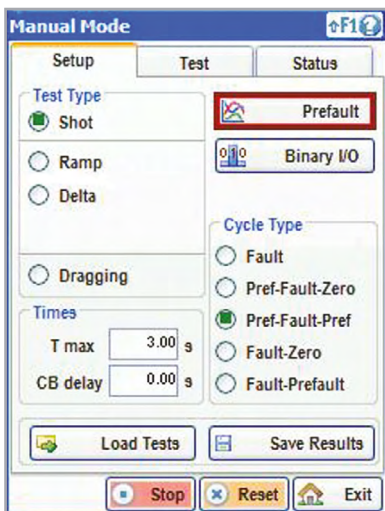 Manual Mode
F1
Setup
Test
Status
Test Type
Shot
Ramp
Delta
Dragging
Prefault
Binary I/O
Cycle Type
Fault
Pref-Fault-Zero
Pref-Fault-Pref
Fault-Zero
Fault-Prefault
Times
T max 3.00 s
CB delay 0.00 s
Load Tests
Save Results
Stop
Reset
Exit